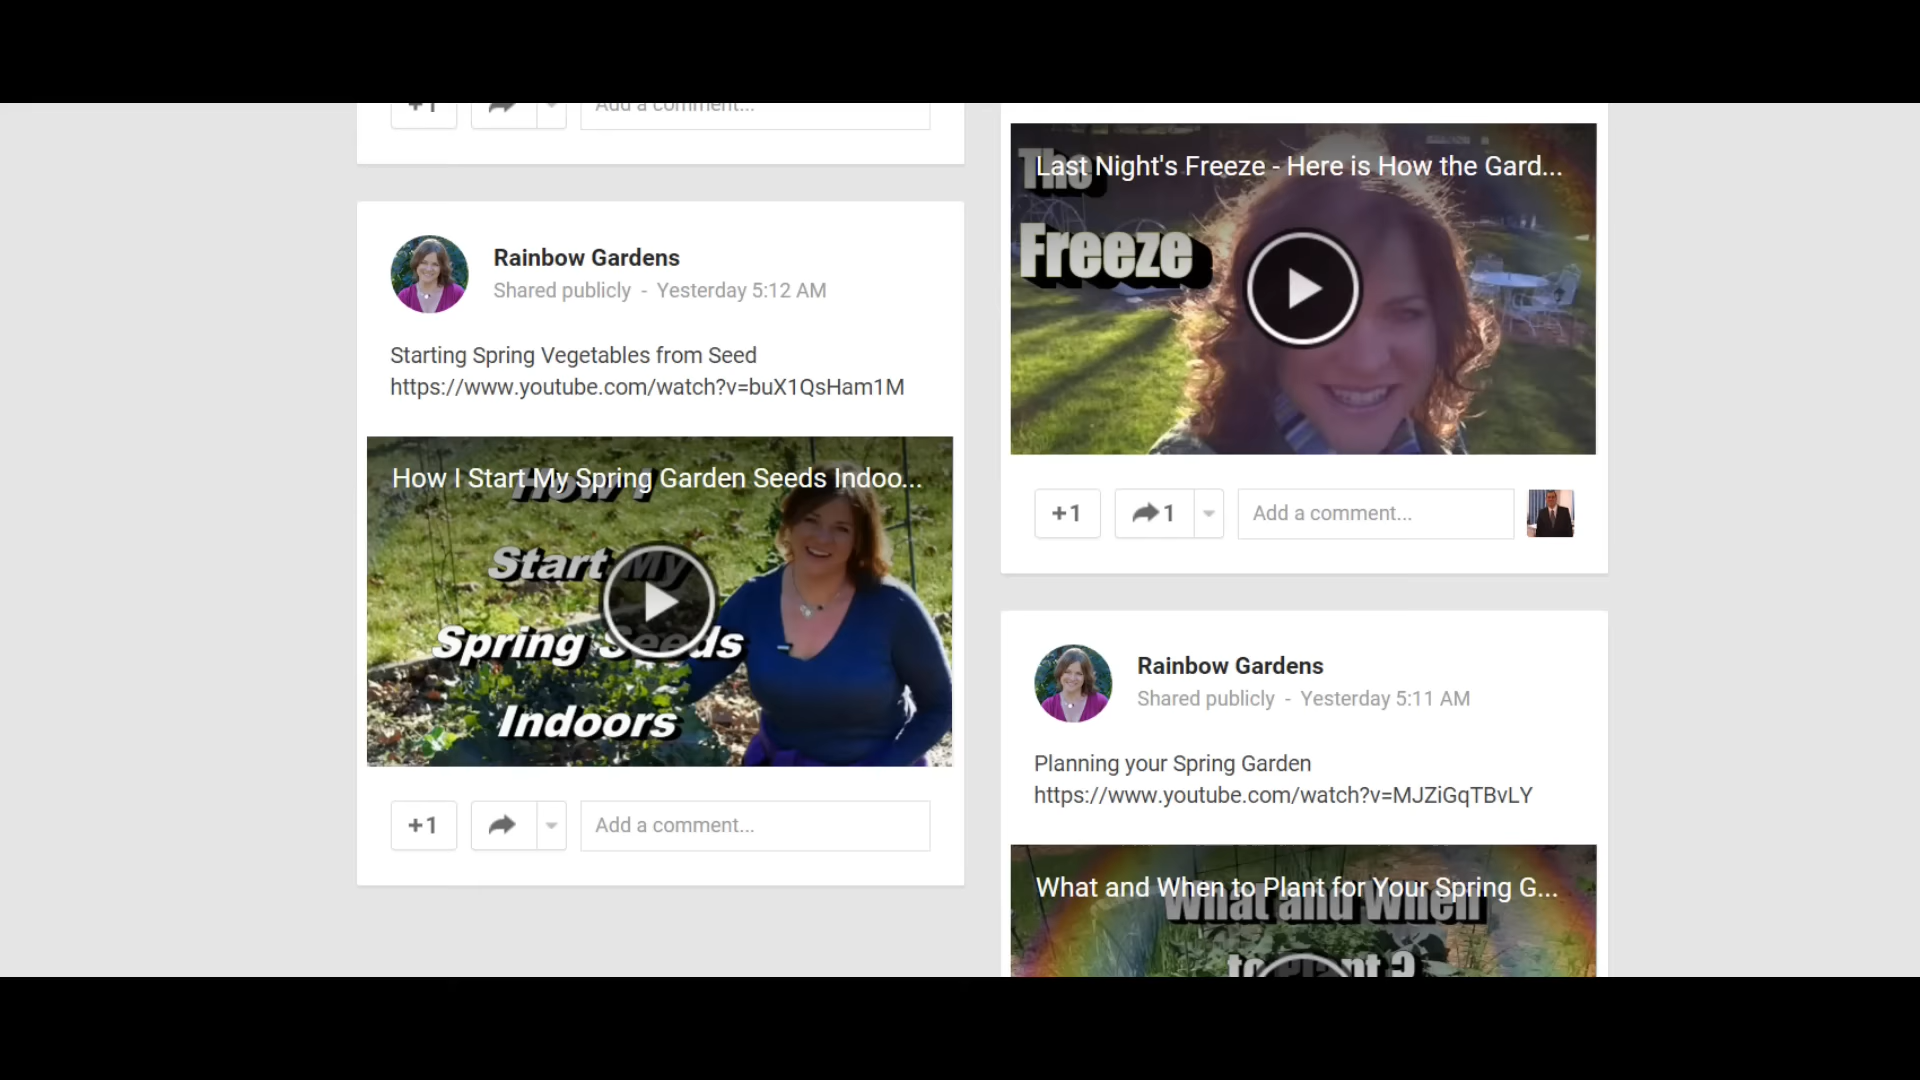 +1
Add a comment...
Rainbow Gardens
Shared publicly - Yesterday 5:12 AM
Starting Spring Vegetables from Seed
https://www.youtube.com/watch?v=buX1QsHam1M
How I Start My Spring Garden Seeds Indoo...
How I
Start My
Spring Seeds
Indoors
+1
Add a comment...
Last Night's Freeze - Here is How the Gard...
The
Freeze
+1
1
Add a comment...
Rainbow Gardens
Shared publicly - Yesterday 5:11 AM
Planning your Spring Garden
https://www.youtube.com/watch?v=MJZiGqTBvLY
What and When to Plant for Your Spring G...
What and When
to Plant ?